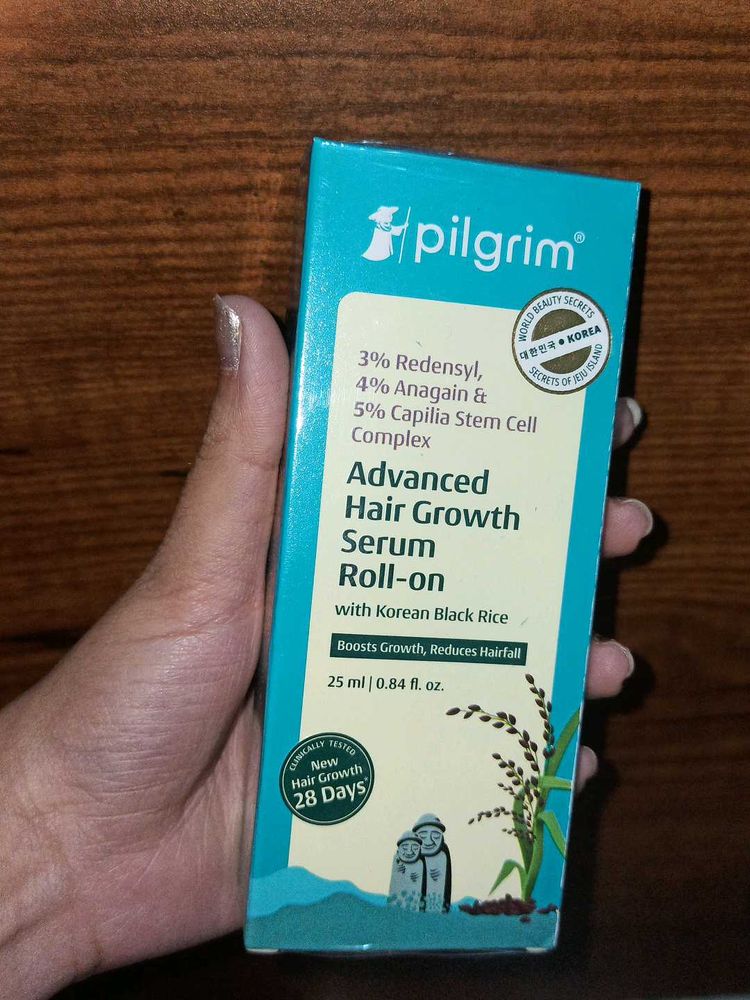 pilgrim®
WORLD BEAUTY SECRETS
대한민국 • KOREA
SECRETS OF JEJU ISLAND
3% Redensyl,
4% Anagain &
5% Capilia Stem Cell
Complex
Advanced
Hair Growth
Serum
Roll-on
with Korean Black Rice
Boosts Growth, Reduces Hairfall
25 ml | 0.84 fl. oz.
CLINICALLY TESTED
New
Hair Growth
28 Days*